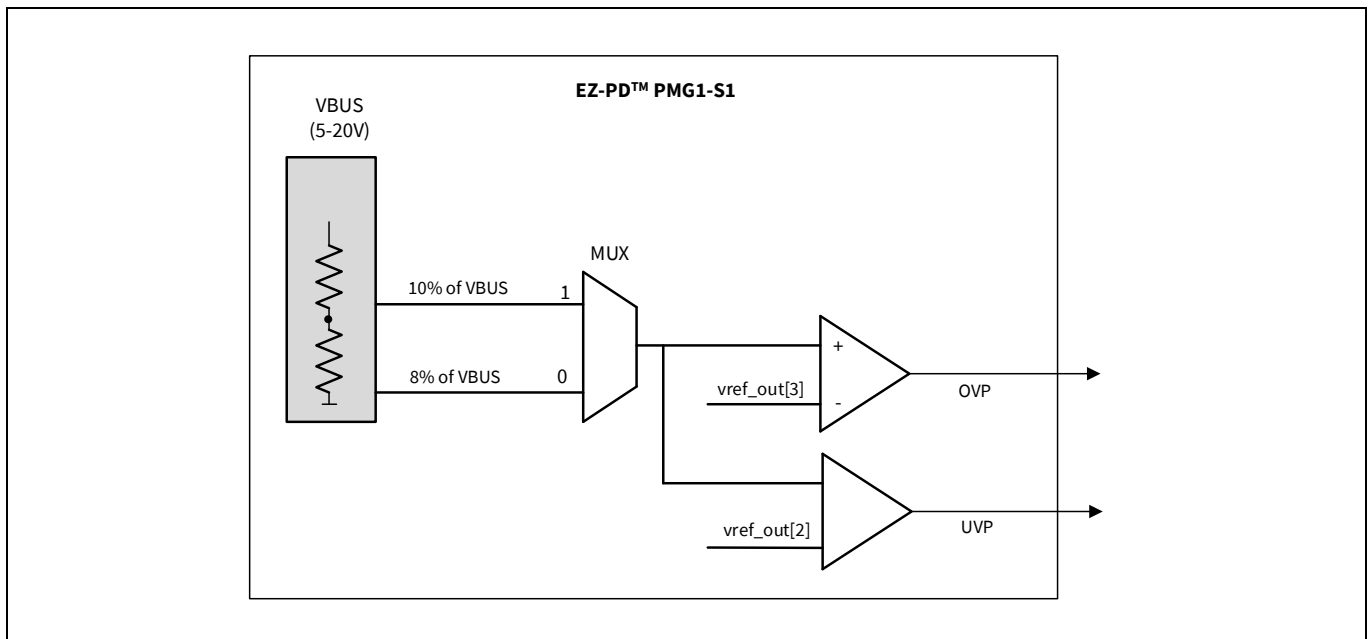 EZ-PD™ PMG1-S1
VBUS
(5-20V)
MUX
10% of VBUS
1
8% of VBUS
0
+
vref_out[3]
-
OVP
vref_out[2]
UVP